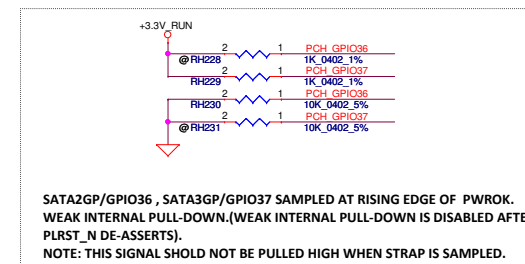 +3.3V_RUN
2 1 PCH_GPIO36
@ RH228 1K_0402_1%
2 1 PCH_GPIO37
RH229 1K_0402_1%
2 1 PCH_GPIO36
RH230 10K_0402_5%
2 1 PCH_GPIO37
@ RH231 10K_0402_5%
SATA2GP/GPIO36 , SATA3GP/GPIO37 SAMPLED AT RISING EDGE OF PWROK.
WEAK INTERNAL PULL-DOWN.(WEAK INTERNAL PULL-DOWN IS DISABLED AFTE
PLRST_N DE-ASSERTS).
NOTE: THIS SIGNAL SHOLD NOT BE PULLED HIGH WHEN STRAP IS SAMPLED.